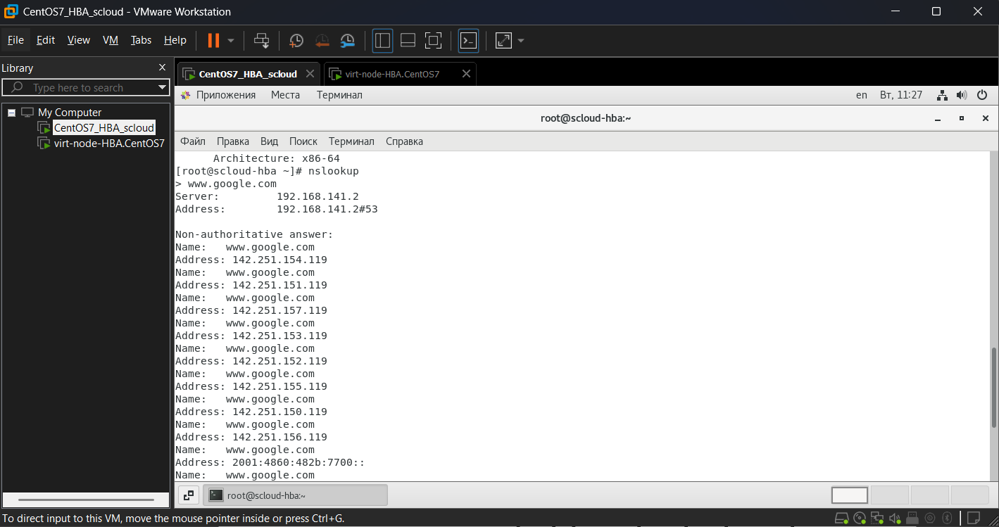 CentOS7_HBA_scloud - VMware Workstation
File Edit View VM Tabs Help
Library
Type here to search
My Computer
CentOS7_HBA_scloud
virt-node-HBA.CentOS7
CentOS7_HBA_scloud virt-node-HBA.CentOS7
Приложения Места Терминал en Вт, 11:27
root@scloud-hba:~
Файл Правка Вид Поиск Терминал Справка
Architecture: x86-64
[root@scloud-hba ~]# nslookup
> www.google.com
Server: 192.168.141.2
Address: 192.168.141.2#53
Non-authoritative answer:
Name: www.google.com
Address: 142.251.154.119
Name: www.google.com
Address: 142.251.151.119
Name: www.google.com
Address: 142.251.157.119
Name: www.google.com
Address: 142.251.153.119
Name: www.google.com
Address: 142.251.152.119
Name: www.google.com
Address: 142.251.155.119
Name: www.google.com
Address: 142.251.150.119
Name: www.google.com
Address: 142.251.156.119
Name: www.google.com
Address: 2001:4860:482b:7700::
Name: www.google.com
root@scloud-hba:~
To direct input to this VM, move the mouse pointer inside or press Ctrl+G.